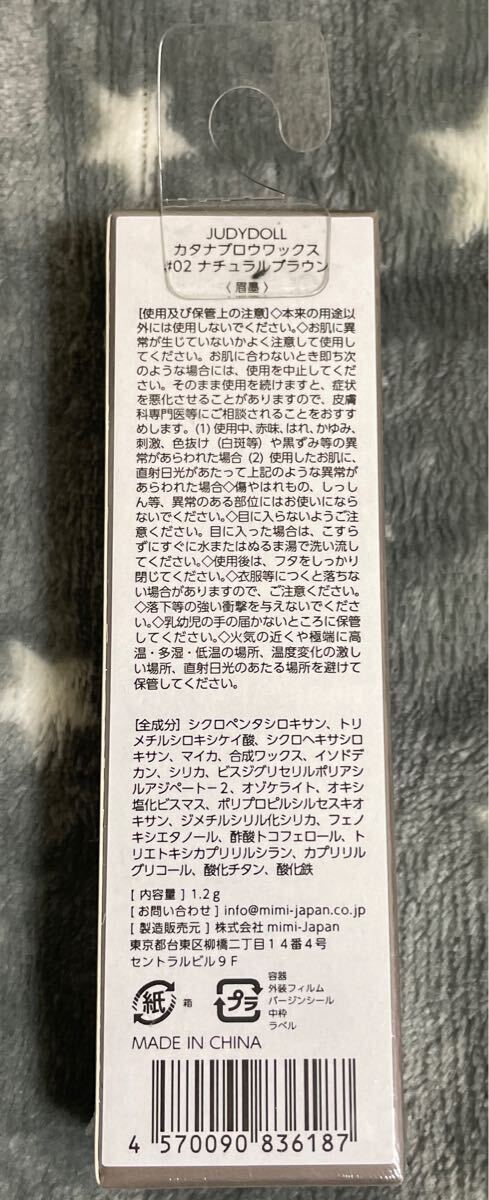 JUDYDOLL
カタナブロウワックス
#02 ナチュラルブラウン
〈 眉墨 〉
[使用及び保管上の注意]◇本来の用途以
外には使用しないでください。◇お肌に異
常が生じていないかよく注意して使用し
てください。お肌に合わないとき即ち次
のような場合には、使用を中止してくだ
さい。そのまま使用を続けますと、症状
を悪化させることがありますので、皮膚
科専門医等にご相談されることをおすす
めします。(1) 使用中、赤味、はれ、かゆみ、
刺激、色抜け（白斑等）や黒ずみ等の異
常があらわれた場合 (2) 使用したお肌に、
直射日光があたって上記のような異常が
あらわれた場合◇傷やはれもの、しっし
ん等、異常のある部位にはお使いになら
ないでください。◇目に入らないようご注
意ください。目に入った場合は、こすら
ずにすぐに水またはぬるま湯で洗い流し
てください。◇使用後は、フタをしっかり
閉じてください。◇衣服等につくと落ちな
い場合がありますので、ご注意ください。
◇落下等の強い衝撃を与えないでくださ
い。◇乳幼児の手の届かないところに保管
してください。◇火気の近くや極端に高
温・多湿・低温の場所、温度変化の激し
い場所、直射日光のあたる場所を避けて
保管してください。
[全成分] シクロペンタシロキサン、トリ
メチルシロキシケイ酸、シクロヘキサシロ
キサン、マイカ、合成ワックス、イソドデ
カン、シリカ、ビスジグリセリルポリアシ
ルアジペート－2、オゾケライト、オキシ
塩化ビスマス、ポリプロピルシルセスキオ
キサン、ジメチルシリル化シリカ、フェノ
キシエタノール、酢酸トコフェロール、ト
リエトキシカプリリルシラン、カプリリル
グリコール、酸化チタン、酸化鉄
[ 内容量 ] 1.2 g
[ お問い合わせ ] info@mimi-japan.co.jp
[ 製造販売元 ] 株式会社 mimi-Japan
東京都台東区柳橋二丁目１４番４号
セントラルビル９Ｆ
紙 箱
プラ 容器
外装フィルム
バージンシール
中枠
ラベル
MADE IN CHINA
4 570090 836187